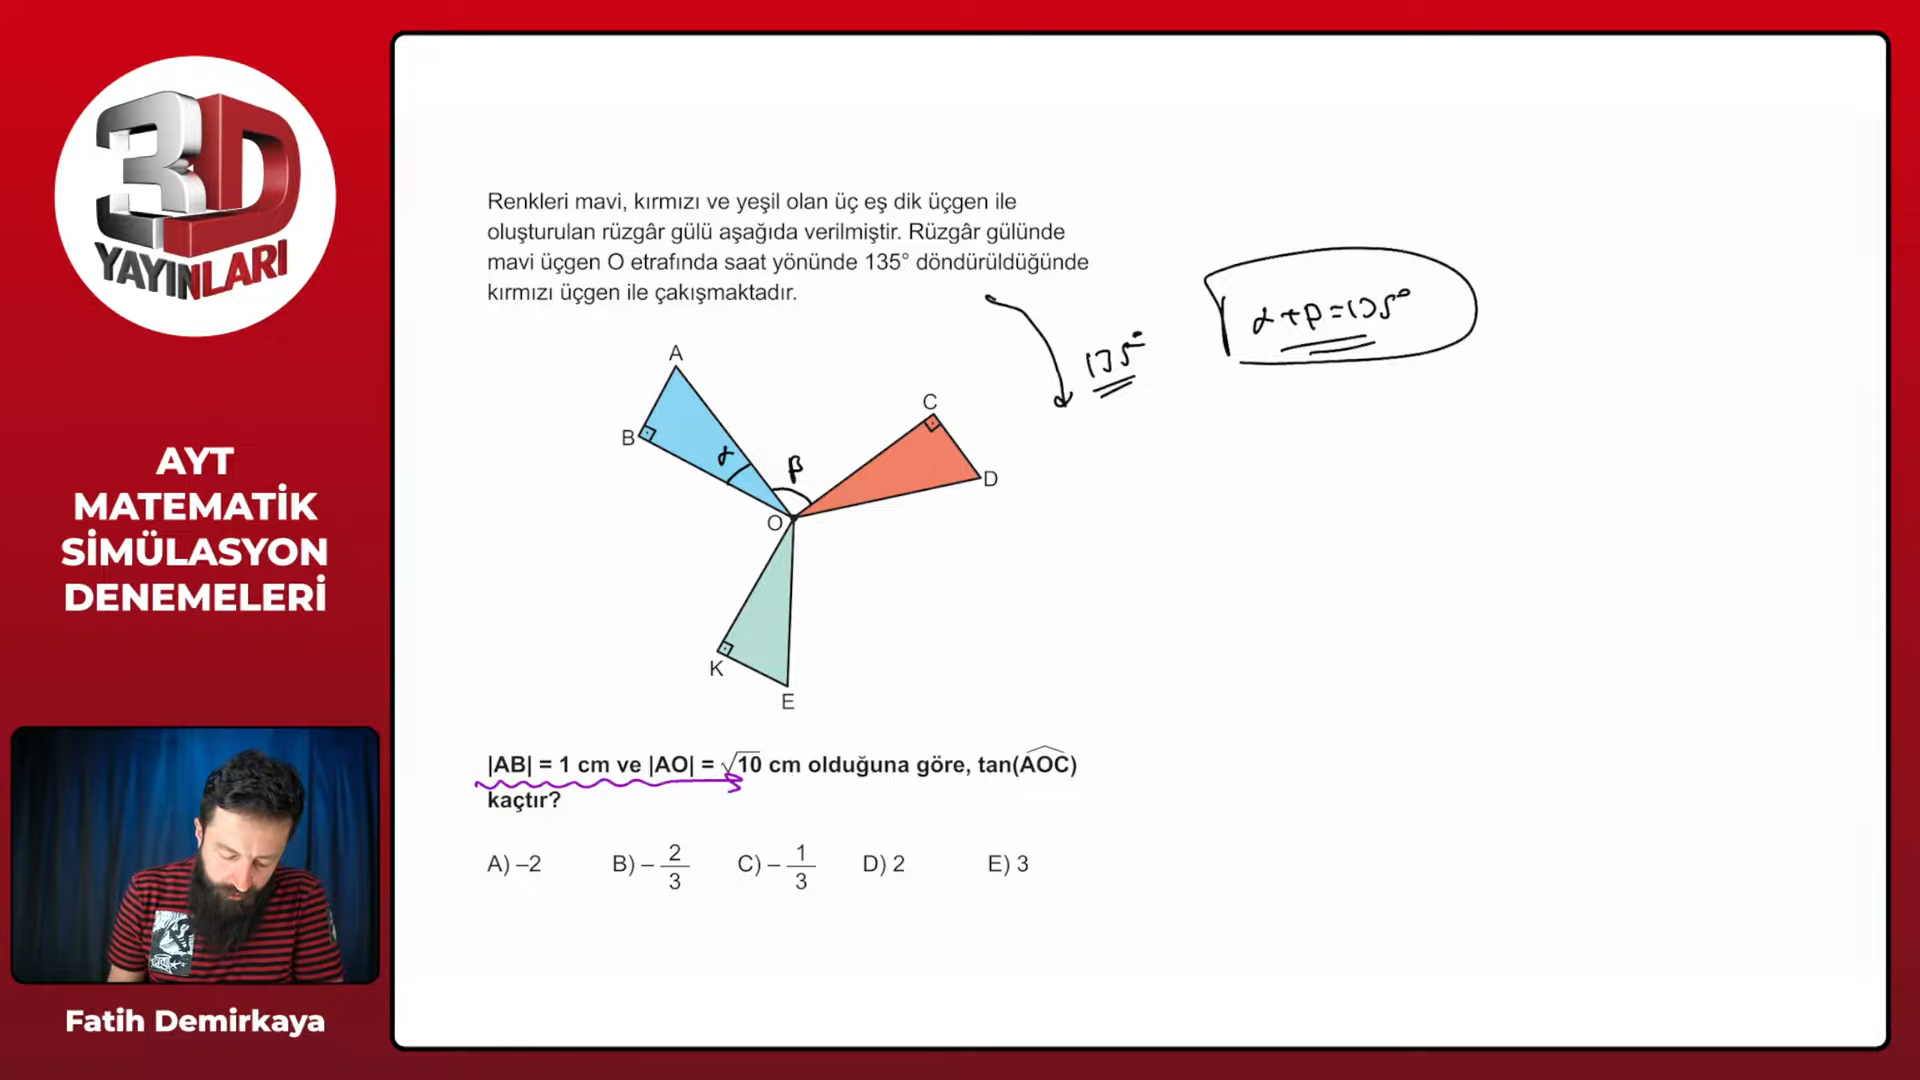 3D
YAYINLARI
AYT
MATEMATİK
SİMÜLASYON
DENEMELERİ
Fatih Demirkaya
Renkleri mavi, kırmızı ve yeşil olan üç eş dik üçgen ile
oluşturulan rüzgâr gülü aşağıda verilmiştir. Rüzgâr gülünde
mavi üçgen O etrafında saat yönünde 135° döndürüldüğünde
kırmızı üçgen ile çakışmaktadır.
135°
α+β=135°
A
B
α
β
C
D
O
K
E
|AB| = 1 cm ve |AO| = √10 cm olduğuna göre, tan(AOC)
kaçtır?
A) –2 B) –2/3 C) –1/3 D) 2 E) 3